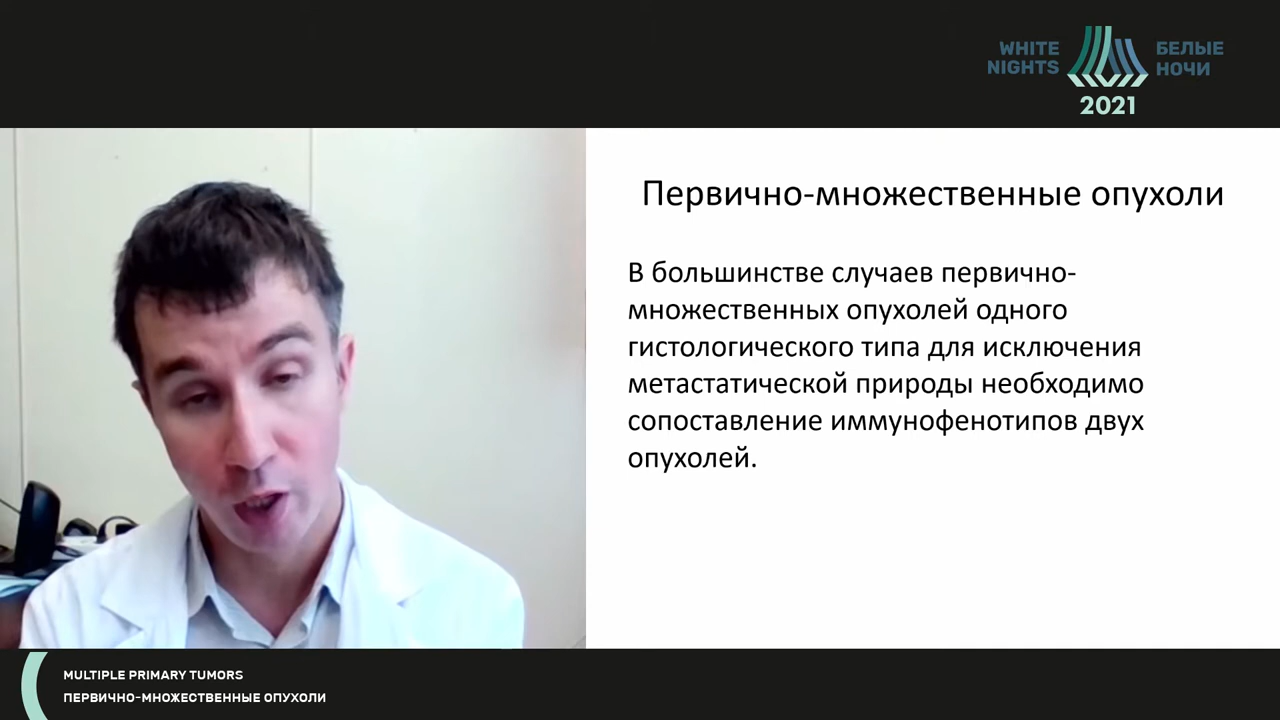 WHITE
NIGHTS
БЕЛЫЕ
НОЧИ
2021
Первично-множественные опухоли
В большинстве случаев первично-
множественных опухолей одного
гистологического типа для исключения
метастатической природы необходимо
сопоставление иммунофенотипов двух
опухолей.
MULTIPLE PRIMARY TUMORS
ПЕРВИЧНО-МНОЖЕСТВЕННЫЕ ОПУХОЛИ